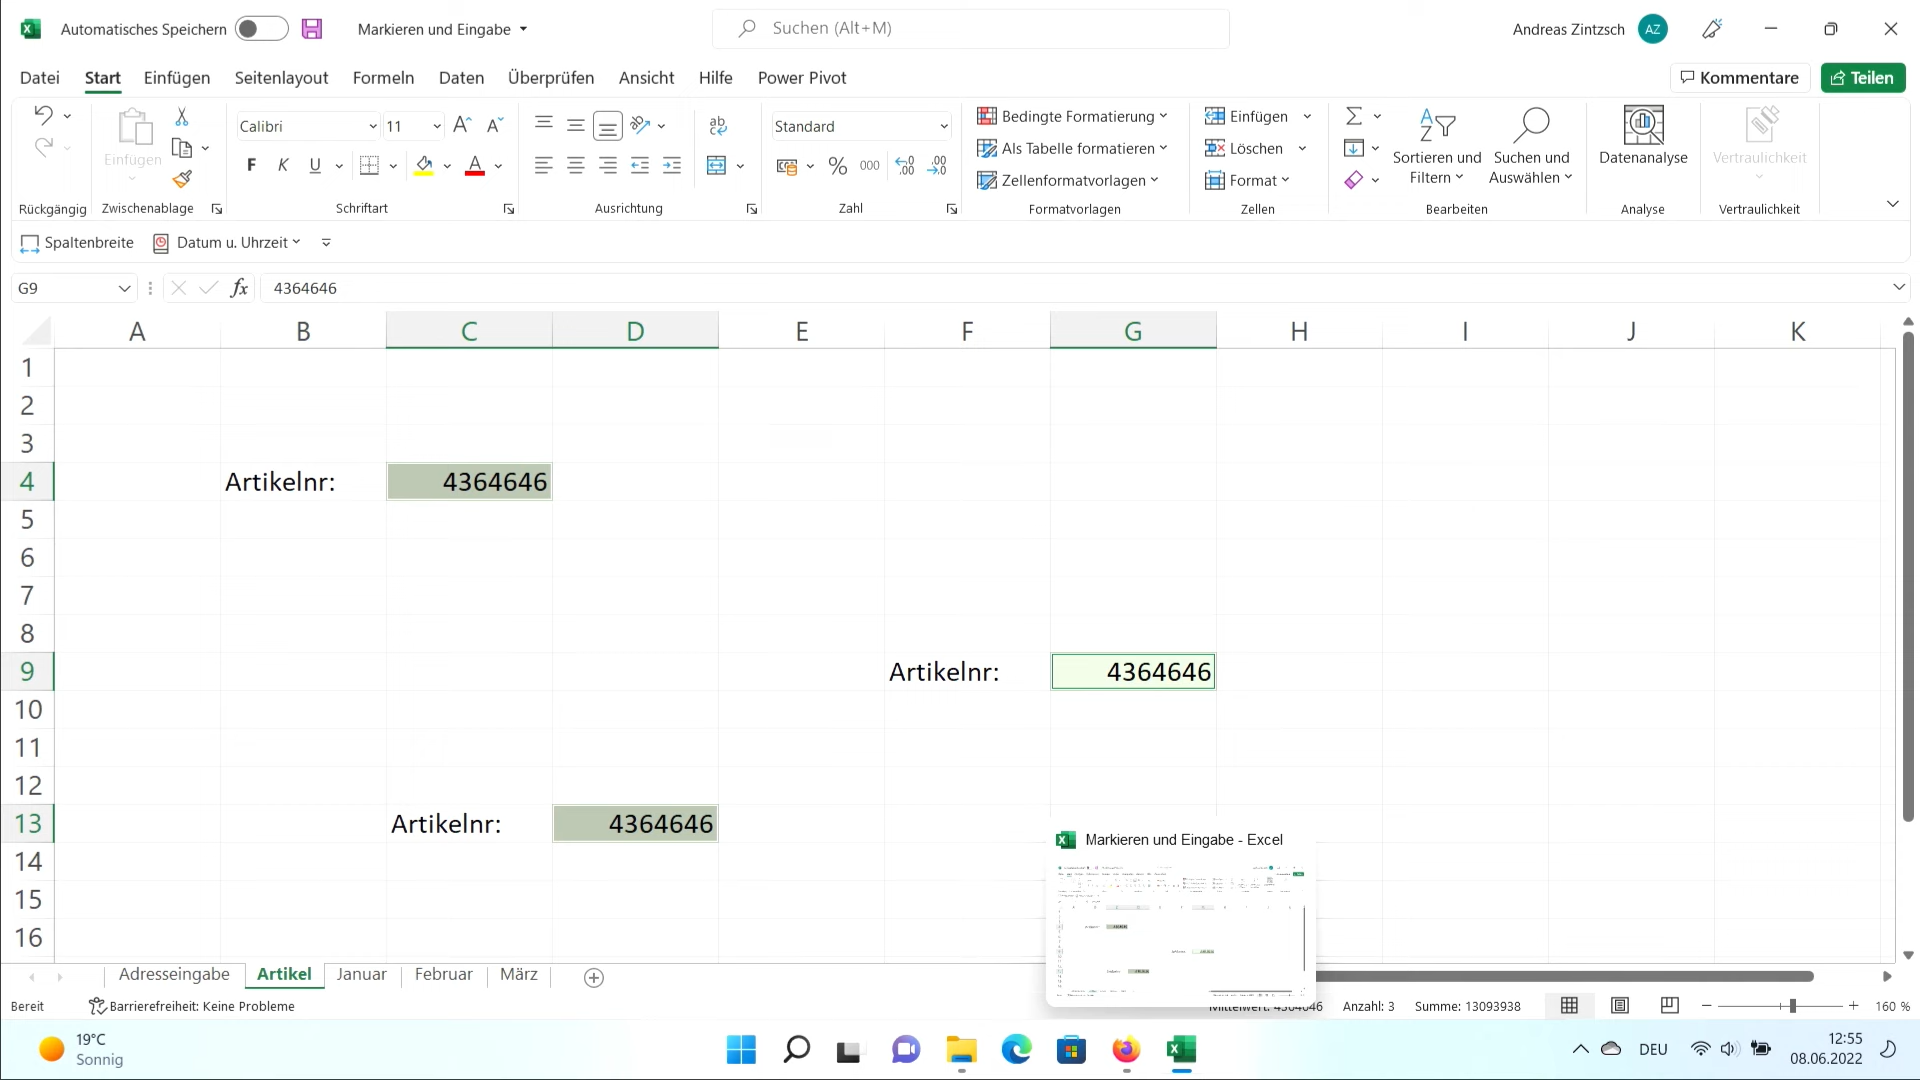 Automatisches Speichern
Markieren und Eingabe
Suchen (Alt+M)
Andreas Zintzsch
AZ
Datei
Start
Einfügen
Seitenlayout
Formeln
Daten
Überprüfen
Ansicht
Hilfe
Power Pivot
Kommentare
Teilen
Einfügen
Calibri
11
Standard
Bedingte Formatierung
Einfügen
Als Tabelle formatieren
Löschen
Zellenformatvorlagen
Format
F K U
A
% 000
Sortieren und
Filtern
Suchen und
Auswählen
Datenanalyse
Vertraulichkeit
Rückgängig
Zwischenablage
Schriftart
Ausrichtung
Zahl
Formatvorlagen
Zellen
Bearbeiten
Analyse
Vertraulichkeit
Spaltenbreite
Datum u. Uhrzeit
G9
fx
4364646
A B C D E F G H I J K
1
2
3
4 Artikelnr: 4364646
5
6
7
8
9 Artikelnr: 4364646
10
11
12
13 Artikelnr: 4364646
14
15
16
Markieren und Eingabe - Excel
Adresseingabe
Artikel
Januar
Februar
März
Bereit
Barrierefreiheit: Keine Probleme
Mittelwert: 4364646
Anzahl: 3
Summe: 13093938
160 %
19°C
Sonnig
DEU
12:55
08.06.2022